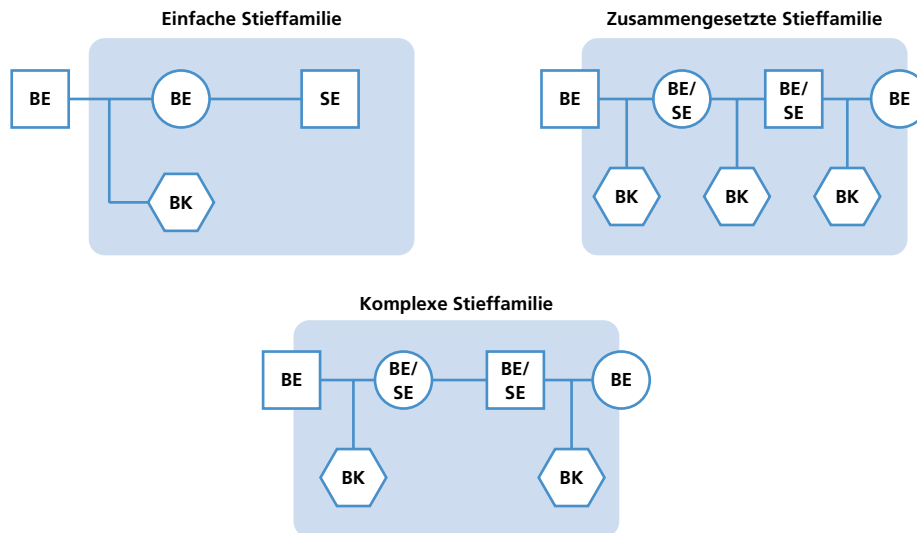 Einfache Stieffamilie
BE
BE
SE
BK
Zusammengesetzte Stieffamilie
BE
BE/
SE
BE/
SE
BE
BK
BK
BK
Komplexe Stieffamilie
BE
BE/
SE
BE/
SE
BE
BK
BK